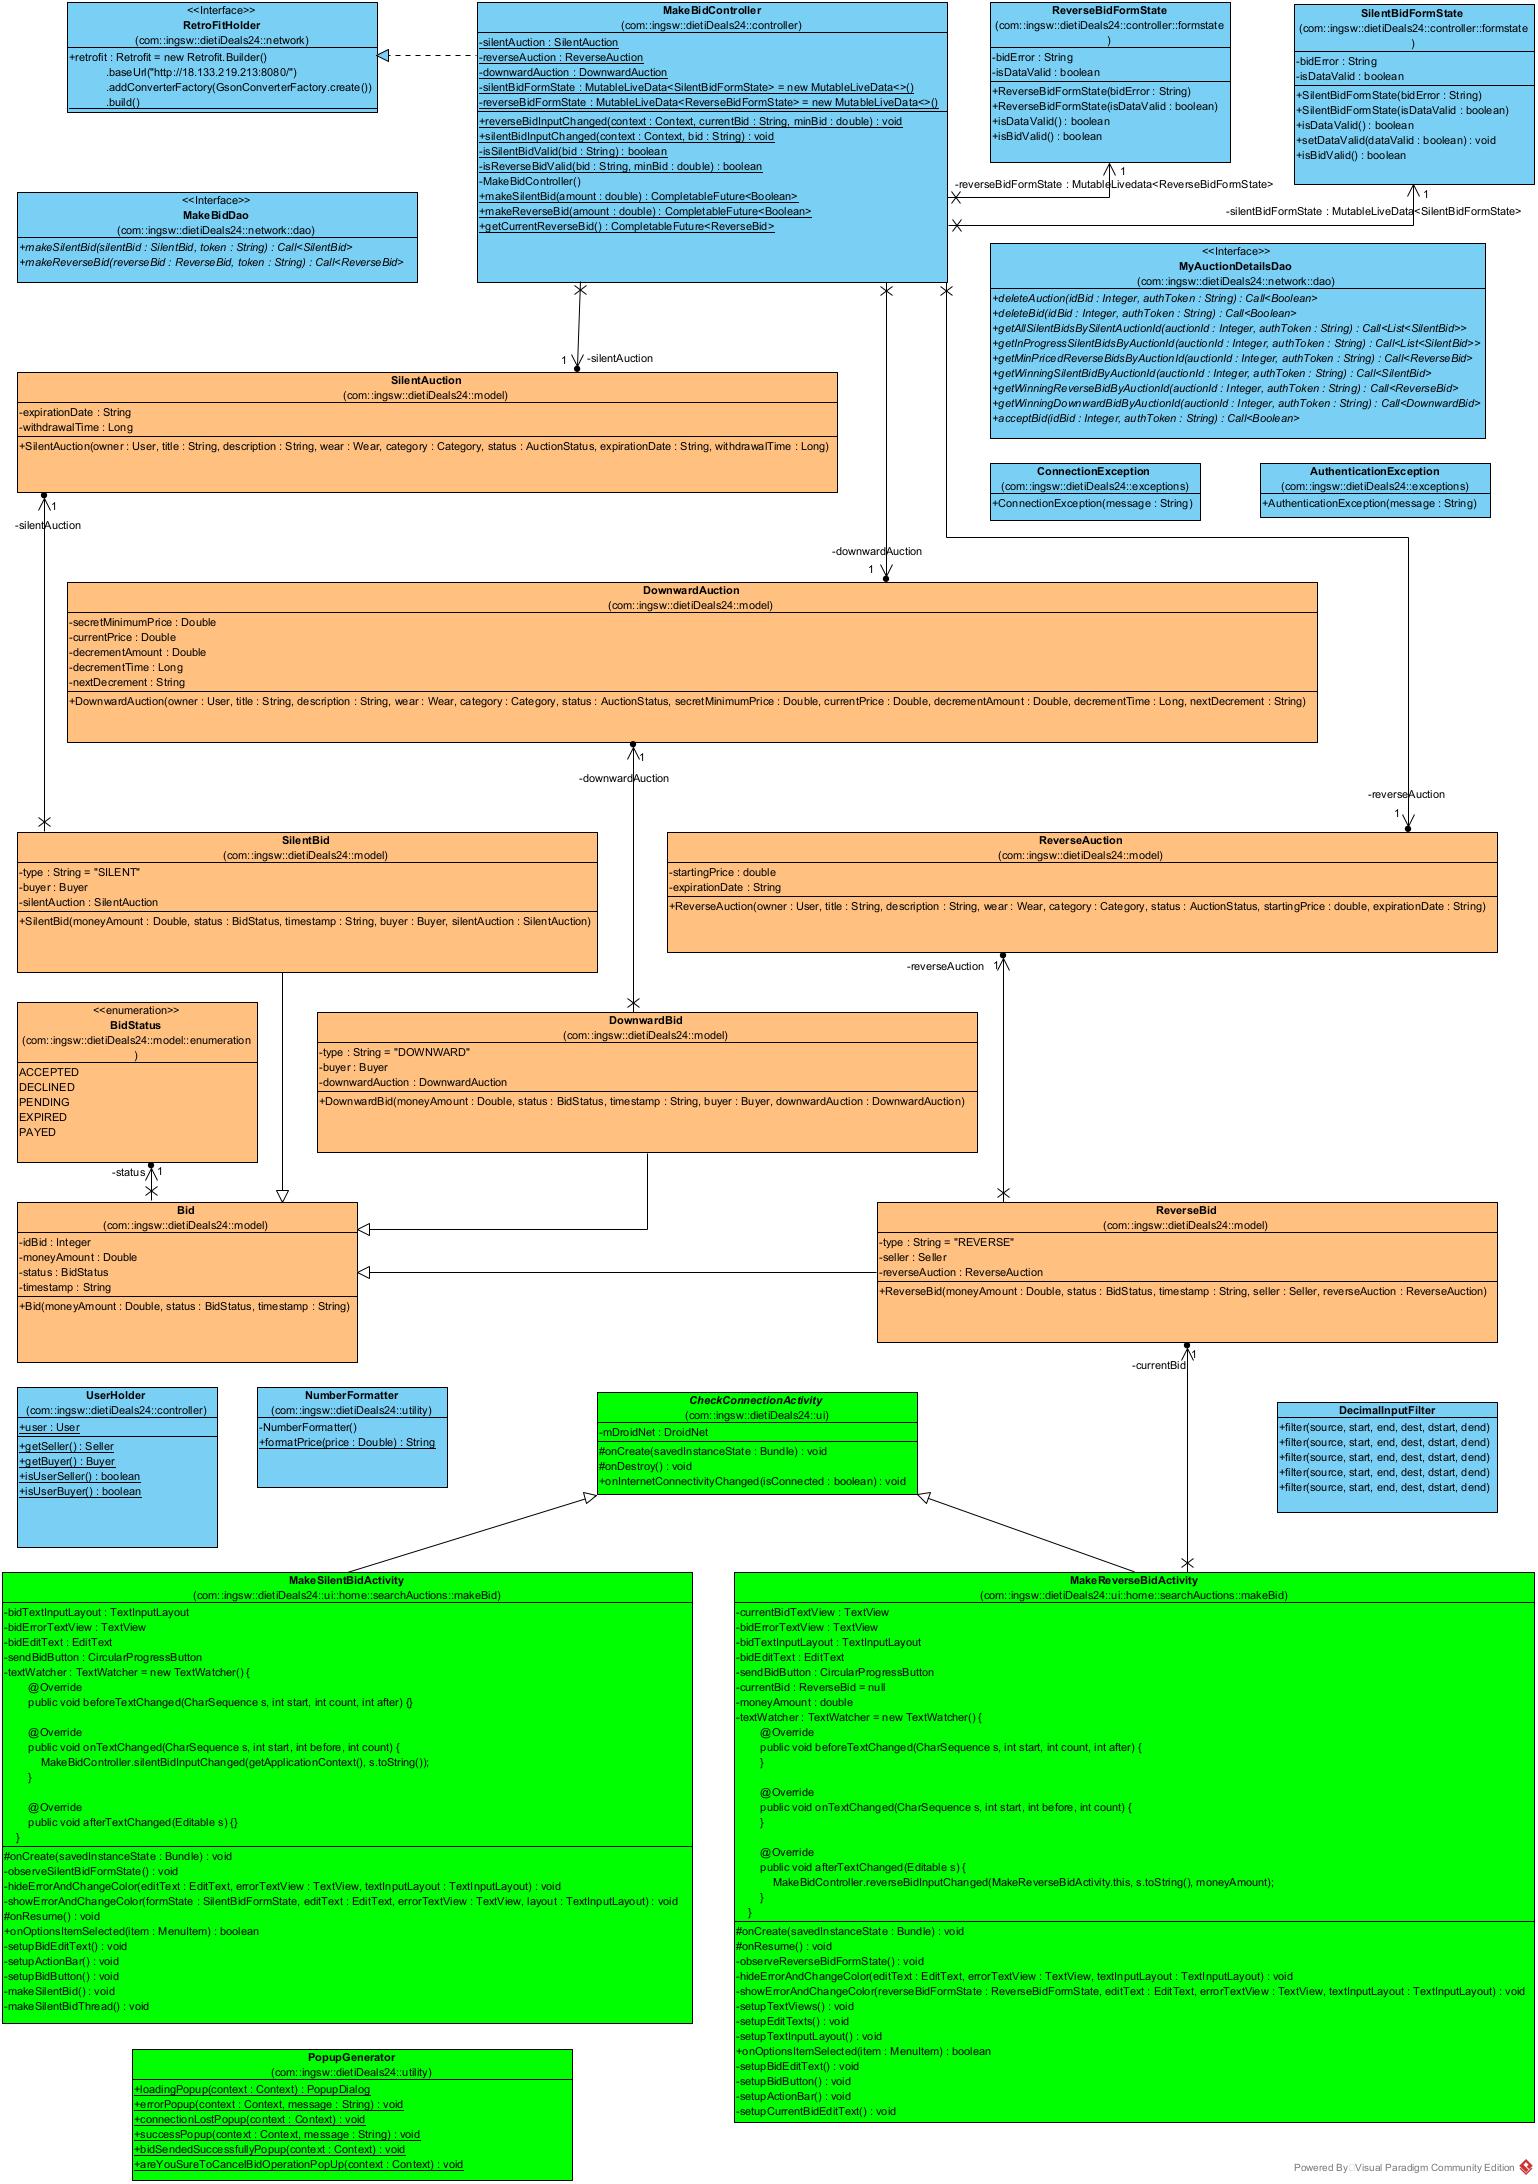 <<Interface>>
RetroFitHolder
(com::ingsw::dietiDeals24::network)
+retrofit : Retrofit = new Retrofit.Builder()
.baseUrl("http://18.133.219.213:8080/")
.addConverterFactory(GsonConverterFactory.create())
.build()
MakeBidController
(com::ingsw::dietiDeals24::controller)
-silentAuction : SilentAuction
-reverseAuction : ReverseAuction
-downwardAuction : DownwardAuction
-silentBidFormState : MutableLiveData<SilentBidFormState> = new MutableLiveData<>()
-reverseBidFormState : MutableLiveData<ReverseBidFormState> = new MutableLiveData<>()
+reverseBidInputChanged(context : Context, currentBid : String, minBid : double) : void
+silentBidInputChanged(context : Context, bid : String) : void
-isSilentBidValid(bid : String) : boolean
-isReverseBidValid(bid : String, minBid : double) : boolean
-MakeBidController()
+makeSilentBid(amount : double) : CompletableFuture<Boolean>
+makeReverseBid(amount : double) : CompletableFuture<Boolean>
+getCurrentReverseBid() : CompletableFuture<ReverseBid>
ReverseBidFormState
(com::ingsw::dietiDeals24::controller::formstate
)
-bidError : String
-isDataValid : boolean
+ReverseBidFormState(bidError : String)
+ReverseBidFormState(isDataValid : boolean)
+isDataValid() : boolean
+isBidValid() : boolean
SilentBidFormState
(com::ingsw::dietiDeals24::controller::formstate
)
-bidError : String
-isDataValid : boolean
+SilentBidFormState(bidError : String)
+SilentBidFormState(isDataValid : boolean)
+isDataValid() : boolean
+setDataValid(dataValid : boolean) : void
+isBidValid() : boolean
1
-reverseBidFormState : MutableLivedata<ReverseBidFormState>
1
-silentBidFormState : MutableLiveData<SilentBidFormState>
<<Interface>>
MakeBidDao
(com::ingsw::dietiDeals24::network::dao)
+makeSilentBid(silentBid : SilentBid, token : String) : Call<SilentBid>
+makeReverseBid(reverseBid : ReverseBid, token : String) : Call<ReverseBid>
<<Interface>>
MyAuctionDetailsDao
(com::ingsw::dietiDeals24::network::dao)
+deleteAuction(idBid : Integer, authToken : String) : Call<Boolean>
+deleteBid(idBid : Integer, authToken : String) : Call<Boolean>
+getAllSilentBidsBySilentAuctionId(auctionId : Integer, authToken : String) : Call<List<SilentBid>>
+getInProgressSilentBidsByAuctionId(auctionId : Integer, authToken : String) : Call<List<SilentBid>>
+getMinPricedReverseBidsByAuctionId(auctionId : Integer, authToken : String) : Call<ReverseBid>
+getWinningSilentBidByAuctionId(auctionId : Integer, authToken : String) : Call<SilentBid>
+getWinningReverseBidByAuctionId(auctionId : Integer, authToken : String) : Call<ReverseBid>
+getWinningDownwardBidByAuctionId(auctionId : Integer, authToken : String) : Call<DownwardBid>
+acceptBid(idBid : Integer, authToken : String) : Call<Boolean>
1
-silentAuction
SilentAuction
(com::ingsw::dietiDeals24::model)
-expirationDate : String
-withdrawalTime : Long
+SilentAuction(owner : User, title : String, description : String, wear : Wear, category : Category, status : AuctionStatus, expirationDate : String, withdrawalTime : Long)
ConnectionException
(com::ingsw::dietiDeals24::exceptions)
+ConnectionException(message : String)
AuthenticationException
(com::ingsw::dietiDeals24::exceptions)
+AuthenticationException(message : String)
1
-silentAuction
-downwardAuction
1
DownwardAuction
(com::ingsw::dietiDeals24::model)
-secretMinimumPrice : Double
-currentPrice : Double
-decrementAmount : Double
-decrementTime : Long
-nextDecrement : String
+DownwardAuction(owner : User, title : String, description : String, wear : Wear, category : Category, status : AuctionStatus, secretMinimumPrice : Double, currentPrice : Double, decrementAmount : Double, decrementTime : Long, nextDecrement : String)
1
-downwardAuction
-reverseAuction
1
SilentBid
(com::ingsw::dietiDeals24::model)
-type : String = "SILENT"
-buyer : Buyer
-silentAuction : SilentAuction
+SilentBid(moneyAmount : Double, status : BidStatus, timestamp : String, buyer : Buyer, silentAuction : SilentAuction)
ReverseAuction
(com::ingsw::dietiDeals24::model)
-startingPrice : double
-expirationDate : String
+ReverseAuction(owner : User, title : String, description : String, wear : Wear, category : Category, status : AuctionStatus, startingPrice : double, expirationDate : String)
-reverseAuction
1
<<enumeration>>
BidStatus
(com::ingsw::dietiDeals24::model::enumeration
)
ACCEPTED
DECLINED
PENDING
EXPIRED
PAYED
DownwardBid
(com::ingsw::dietiDeals24::model)
-type : String = "DOWNWARD"
-buyer : Buyer
-downwardAuction : DownwardAuction
+DownwardBid(moneyAmount : Double, status : BidStatus, timestamp : String, buyer : Buyer, downwardAuction : DownwardAuction)
-status
1
Bid
(com::ingsw::dietiDeals24::model)
-idBid : Integer
-moneyAmount : Double
-status : BidStatus
-timestamp : String
+Bid(moneyAmount : Double, status : BidStatus, timestamp : String)
ReverseBid
(com::ingsw::dietiDeals24::model)
-type : String = "REVERSE"
-seller : Seller
-reverseAuction : ReverseAuction
+ReverseBid(moneyAmount : Double, status : BidStatus, timestamp : String, seller : Seller, reverseAuction : ReverseAuction)
1
-currentBid
UserHolder
(com::ingsw::dietiDeals24::controller)
+user : User
+getSeller() : Seller
+getBuyer() : Buyer
+isUserSeller() : boolean
+isUserBuyer() : boolean
NumberFormatter
(com::ingsw::dietiDeals24::utility)
-NumberFormatter()
+formatPrice(price : Double) : String
CheckConnectionActivity
(com::ingsw::dietiDeals24::ui)
-mDroidNet : DroidNet
#onCreate(savedInstanceState : Bundle) : void
#onDestroy() : void
+onInternetConnectivityChanged(isConnected : boolean) : void
DecimalInputFilter
+filter(source, start, end, dest, dstart, dend)
+filter(source, start, end, dest, dstart, dend)
+filter(source, start, end, dest, dstart, dend)
+filter(source, start, end, dest, dstart, dend)
+filter(source, start, end, dest, dstart, dend)
MakeSilentBidActivity
(com::ingsw::dietiDeals24::ui::home::searchAuctions::makeBid)
-bidTextInputLayout : TextInputLayout
-bidErrorTextView : TextView
-bidEditText : EditText
-sendBidButton : CircularProgressButton
-textWatcher : TextWatcher = new TextWatcher() {
@Override
public void beforeTextChanged(CharSequence s, int start, int count, int after) {}
@Override
public void onTextChanged(CharSequence s, int start, int before, int count) {
MakeBidController.silentBidInputChanged(getApplicationContext(), s.toString());
}
@Override
public void afterTextChanged(Editable s) {}
}
#onCreate(savedInstanceState : Bundle) : void
-observeSilentBidFormState() : void
-hideErrorAndChangeColor(editText : EditText, errorTextView : TextView, textInputLayout : TextInputLayout) : void
-showErrorAndChangeColor(formState : SilentBidFormState, editText : EditText, errorTextView : TextView, layout : TextInputLayout) : void
#onResume() : void
+onOptionsItemSelected(item : MenuItem) : boolean
-setupBidEditText() : void
-setupActionBar() : void
-setupBidButton() : void
-makeSilentBid() : void
-makeSilentBidThread() : void
MakeReverseBidActivity
(com::ingsw::dietiDeals24::ui::home::searchAuctions::makeBid)
-currentBidTextView : TextView
-bidErrorTextView : TextView
-bidTextInputLayout : TextInputLayout
-bidEditText : EditText
-sendBidButton : CircularProgressButton
-currentBid : ReverseBid = null
-moneyAmount : double
-textWatcher : TextWatcher = new TextWatcher() {
@Override
public void beforeTextChanged(CharSequence s, int start, int count, int after) {
}
@Override
public void onTextChanged(CharSequence s, int start, int before, int count) {
}
@Override
public void afterTextChanged(Editable s) {
MakeBidController.reverseBidInputChanged(MakeReverseBidActivity.this, s.toString(), moneyAmount);
}
}
#onCreate(savedInstanceState : Bundle) : void
#onResume() : void
-observeReverseBidFormState() : void
-hideErrorAndChangeColor(editText : EditText, errorTextView : TextView, textInputLayout : TextInputLayout) : void
-showErrorAndChangeColor(reverseBidFormState : ReverseBidFormState, editText : EditText, errorTextView : TextView, textInputLayout : TextInputLayout) : void
-setupTextViews() : void
-setupEditTexts() : void
-setupTextInputLayout() : void
+onOptionsItemSelected(item : MenuItem) : boolean
-setupBidEditText() : void
-setupBidButton() : void
-setupActionBar() : void
-setupCurrentBidEditText() : void
PopupGenerator
(com::ingsw::dietiDeals24::utility)
+loadingPopup(context : Context) : PopupDialog
+errorPopup(context : Context, message : String) : void
+connectionLostPopup(context : Context) : void
+successPopup(context : Context, message : String) : void
+bidSendedSuccessfullyPopup(context : Context) : void
+areYouSureToCancelBidOperationPopUp(context : Context) : void
Powered By Visual Paradigm Community Edition